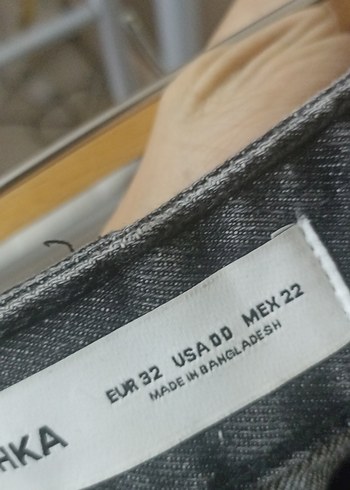 EUR 32 USA 00 MEX 22
MADE IN BANGLADESH
HKA